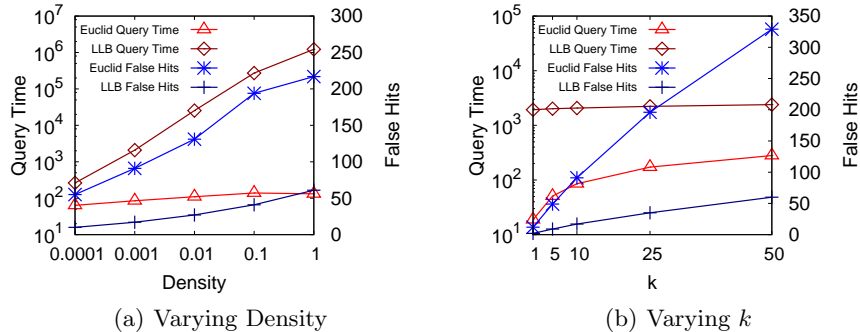 Query Time
10^7
10^6
10^5
10^4
10^3
10^2
10^1
Euclid Query Time
LLB Query Time
Euclid False Hits
LLB False Hits
300
250
200
150
100
50
0
False Hits
0.0001 0.001 0.01 0.1 1
Density
(a) Varying Density
Query Time
10^5
10^4
10^3
10^2
10^1
Euclid Query Time
LLB Query Time
Euclid False Hits
LLB False Hits
350
300
250
200
150
100
50
0
False Hits
1 5 10 25 50
k
(b) Varying k